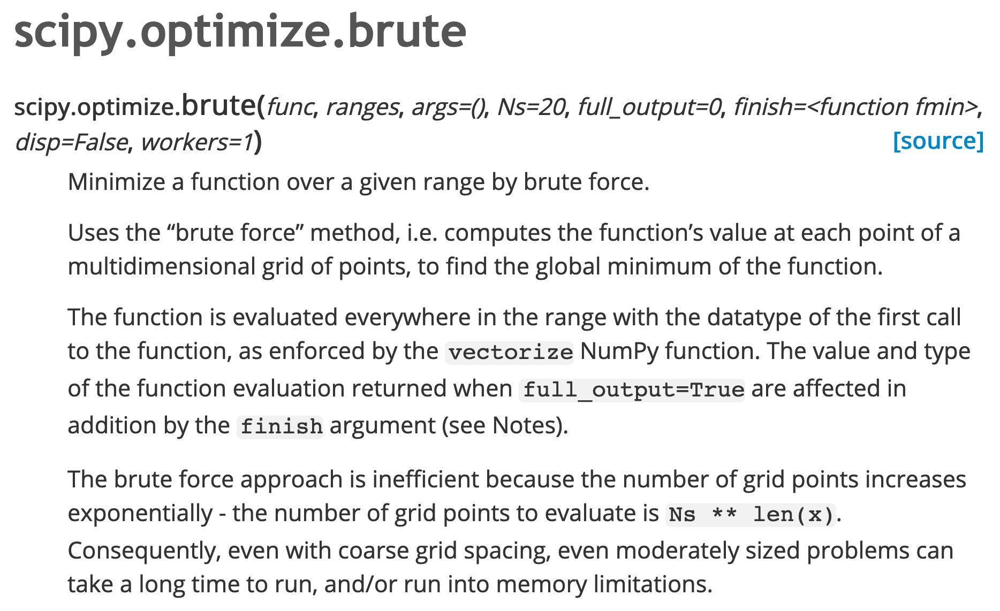 scipy.optimize.brute
scipy.optimize.brute(func, ranges, args=(), Ns=20, full_output=0, finish=<function fmin>,
disp=False, workers=1) [source]
Minimize a function over a given range by brute force.
Uses the “brute force” method, i.e. computes the function’s value at each point of a
multidimensional grid of points, to find the global minimum of the function.
The function is evaluated everywhere in the range with the datatype of the first call
to the function, as enforced by the vectorize NumPy function. The value and type
of the function evaluation returned when full_output=True are affected in
addition by the finish argument (see Notes).
The brute force approach is inefficient because the number of grid points increases
exponentially - the number of grid points to evaluate is Ns ** len(x).
Consequently, even with coarse grid spacing, even moderately sized problems can
take a long time to run, and/or run into memory limitations.